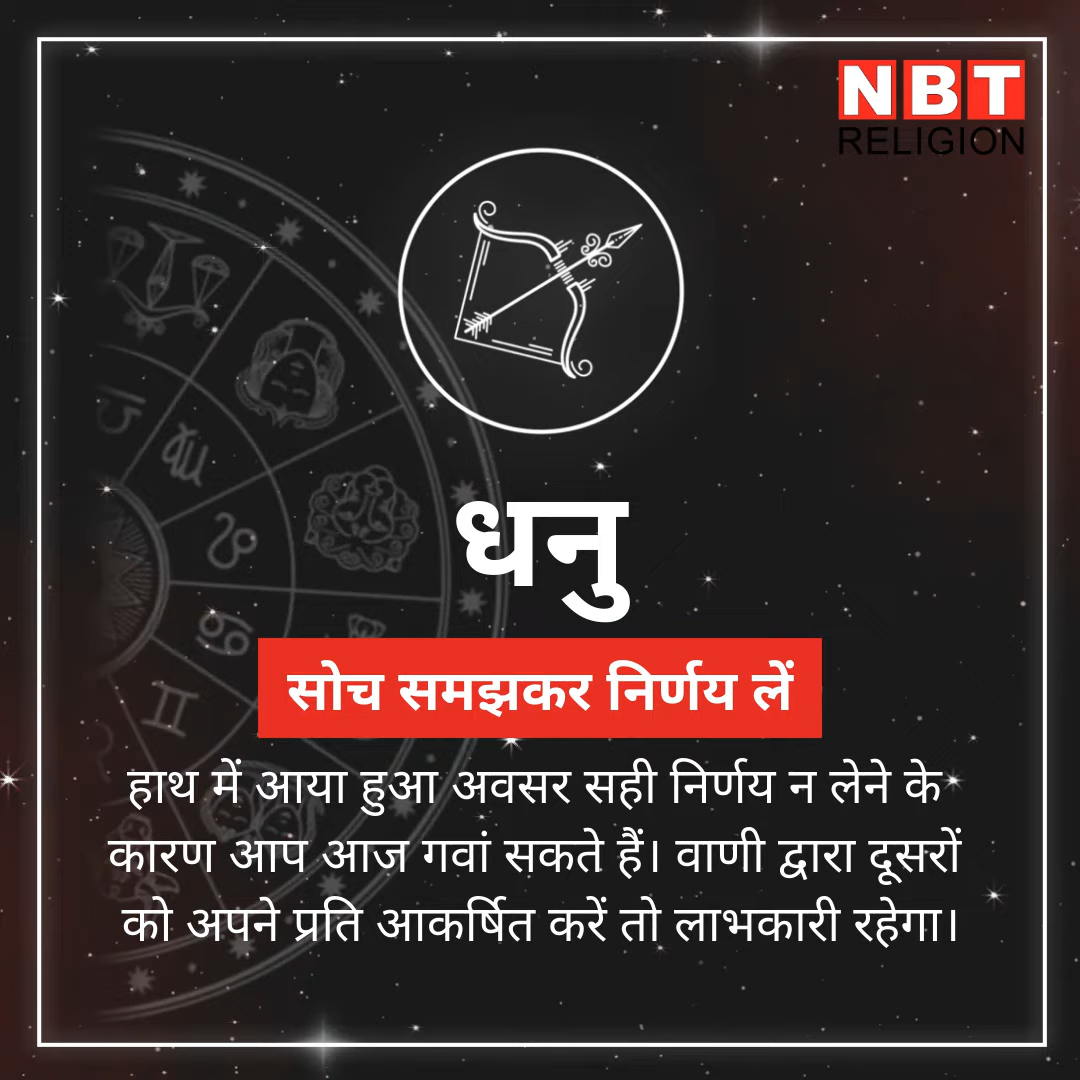 NBT
RELIGION
धनु
सोच समझकर निर्णय लें
हाथ में आया हुआ अवसर सही निर्णय न लेने के
कारण आप आज गवां सकते हैं। वाणी द्वारा दूसरों
को अपने प्रति आकर्षित करें तो लाभकारी रहेगा।